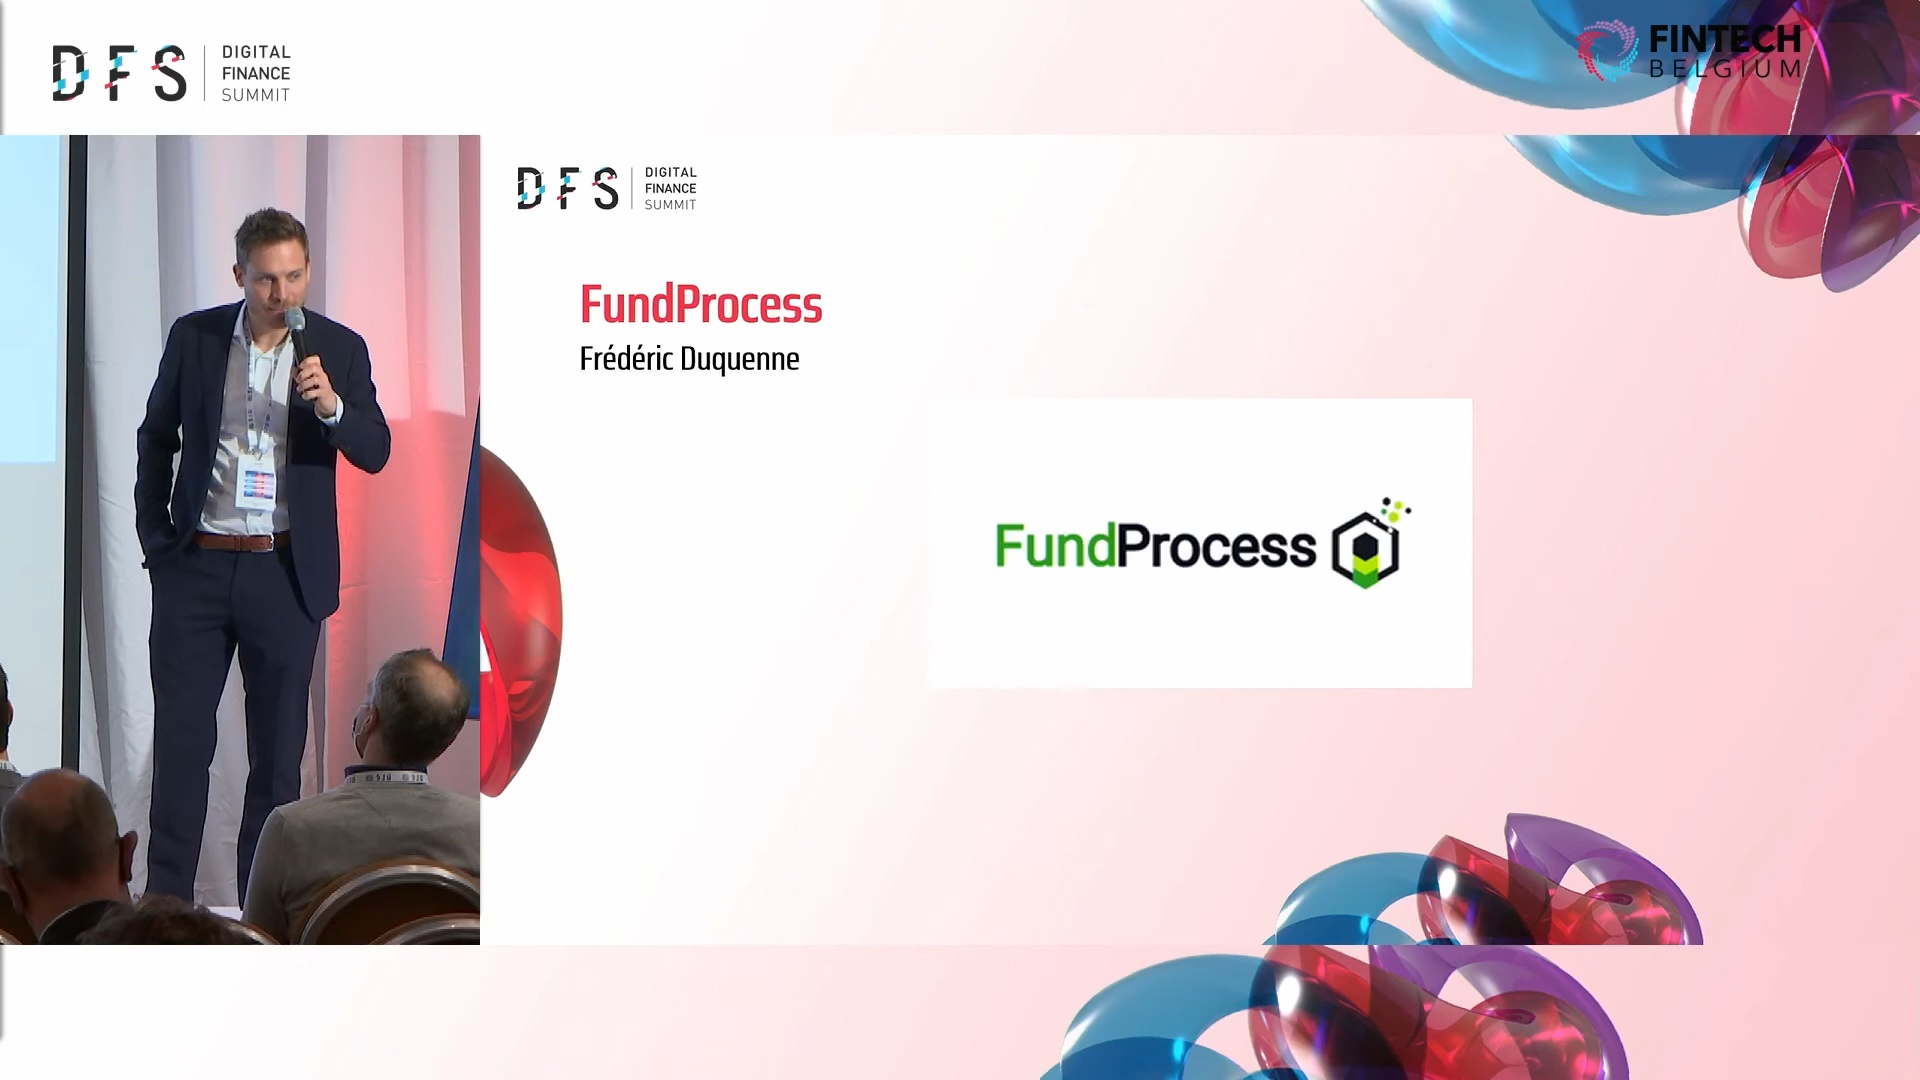 DFS
DIGITAL
FINANCE
SUMMIT
FINTECH
BELGIUM
DFS
DIGITAL
FINANCE
SUMMIT
FundProcess
Frédéric Duquenne
FundProcess